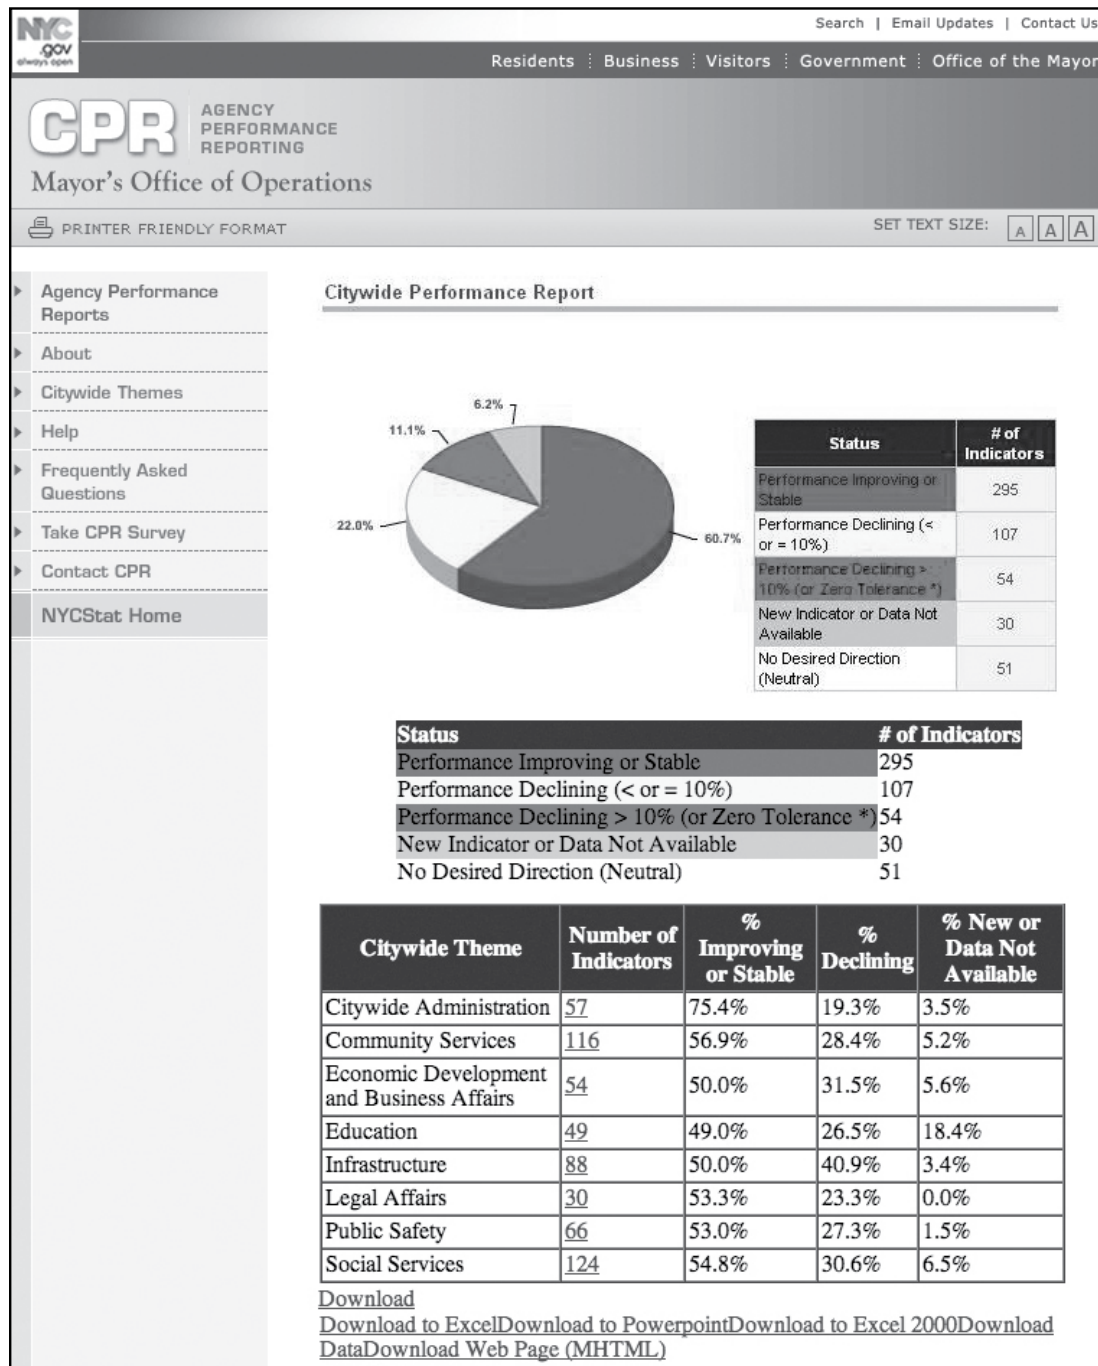 NYC
.gov
always open
Search | Email Updates | Contact Us
Residents Business Visitors Government Office of the Mayor
CPR
AGENCY
PERFORMANCE
REPORTING
Mayor's Office of Operations
PRINTER FRIENDLY FORMAT
SET TEXT SIZE: A A A
Agency Performance
Reports
About
Citywide Themes
Help
Frequently Asked
Questions
Take CPR Survey
Contact CPR
NYCStat Home
Citywide Performance Report
6.2%
11.1%
22.0%
60.7%
Status # of Indicators
Performance Improving or Stable 295
Performance Declining (< or = 10%) 107
Performance Declining > 10% (or Zero Tolerance *) 54
New Indicator or Data Not Available 30
No Desired Direction (Neutral) 51
Status # of Indicators
Performance Improving or Stable 295
Performance Declining (< or = 10%) 107
Performance Declining > 10% (or Zero Tolerance *) 54
New Indicator or Data Not Available 30
No Desired Direction (Neutral) 51
Citywide Theme Number of Indicators % Improving or Stable % Declining % New or Data Not Available
Citywide Administration 57 75.4% 19.3% 3.5%
Community Services 116 56.9% 28.4% 5.2%
Economic Development and Business Affairs 54 50.0% 31.5% 5.6%
Education 49 49.0% 26.5% 18.4%
Infrastructure 88 50.0% 40.9% 3.4%
Legal Affairs 30 53.3% 23.3% 0.0%
Public Safety 66 53.0% 27.3% 1.5%
Social Services 124 54.8% 30.6% 6.5%
Download
Download to ExcelDownload to PowerpointDownload to Excel 2000Download
DataDownload Web Page (MHTML)